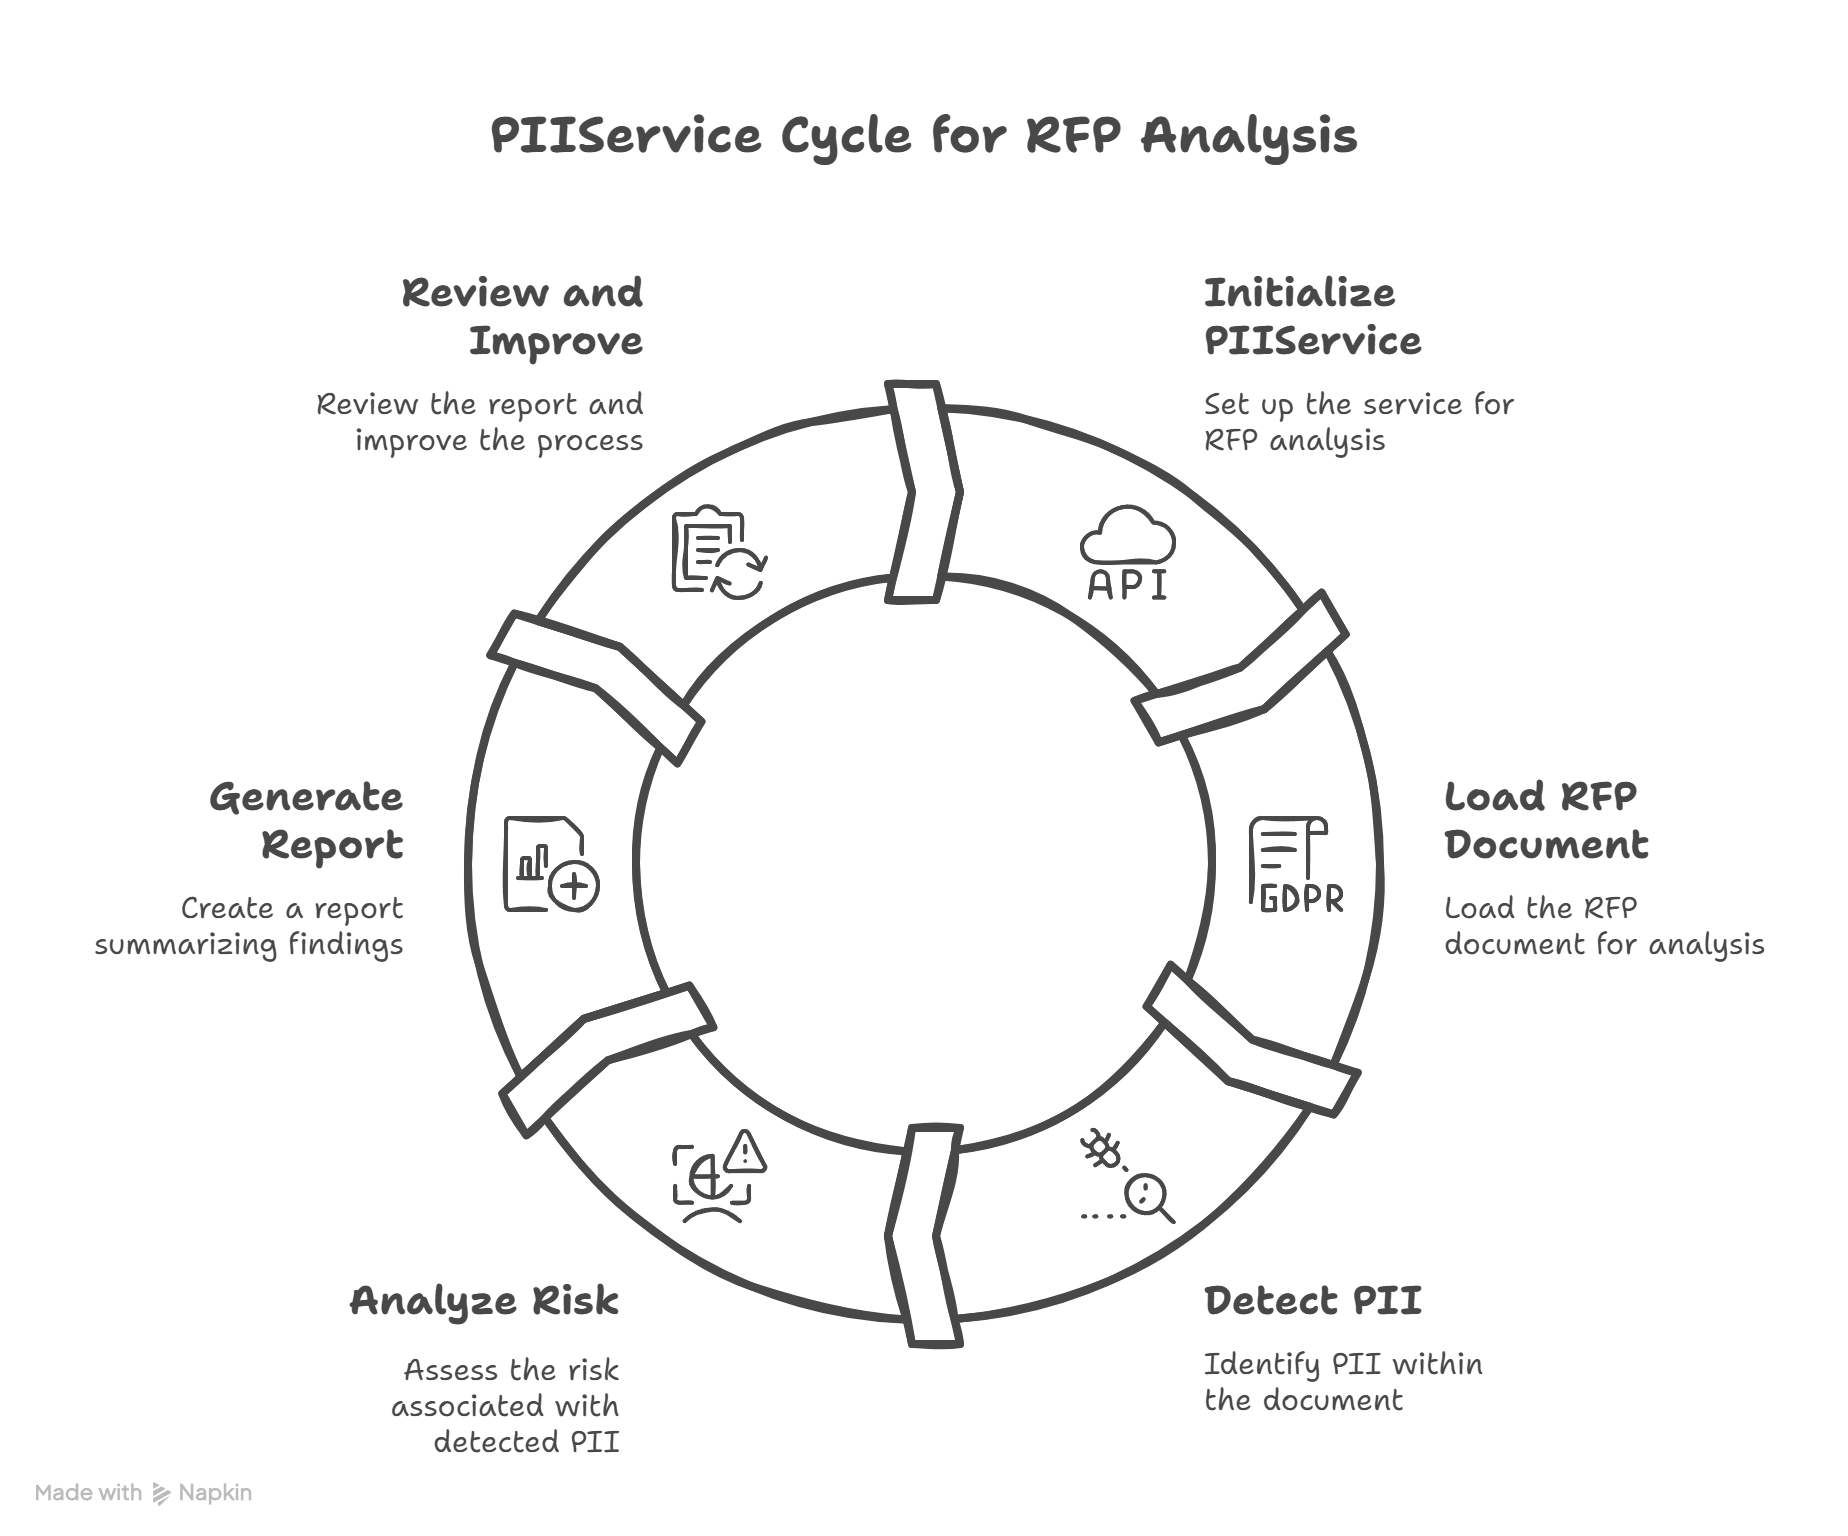 PIIService Cycle for RFP Analysis
Review and
Improve
Review the report and
improve the process
Initialize
PIIService
Set up the service for
RFP analysis
API
Generate
Report
Create a report
summarizing findings
GDPR
Load RFP
Document
Load the RFP
document for analysis
Analyze Risk
Assess the risk
associated with
detected PII
Detect PII
Identify PII within
the document
Made with Napkin